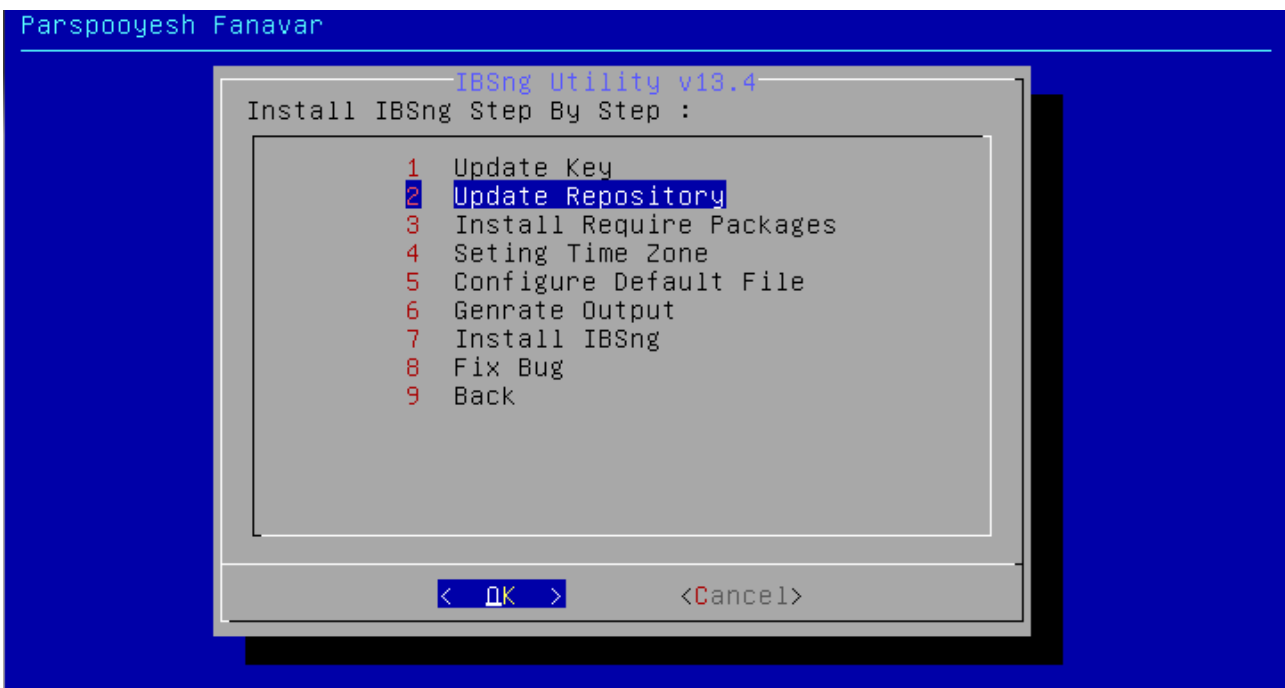 Parspooyesh Fanavar
IBSng Utility v13.4
Install IBSng Step By Step :
1 Update Key
2 Update Repository
3 Install Require Packages
4 Seting Time Zone
5 Configure Default File
6 Genrate Output
7 Install IBSng
8 Fix Bug
9 Back
< OK > <Cancel>